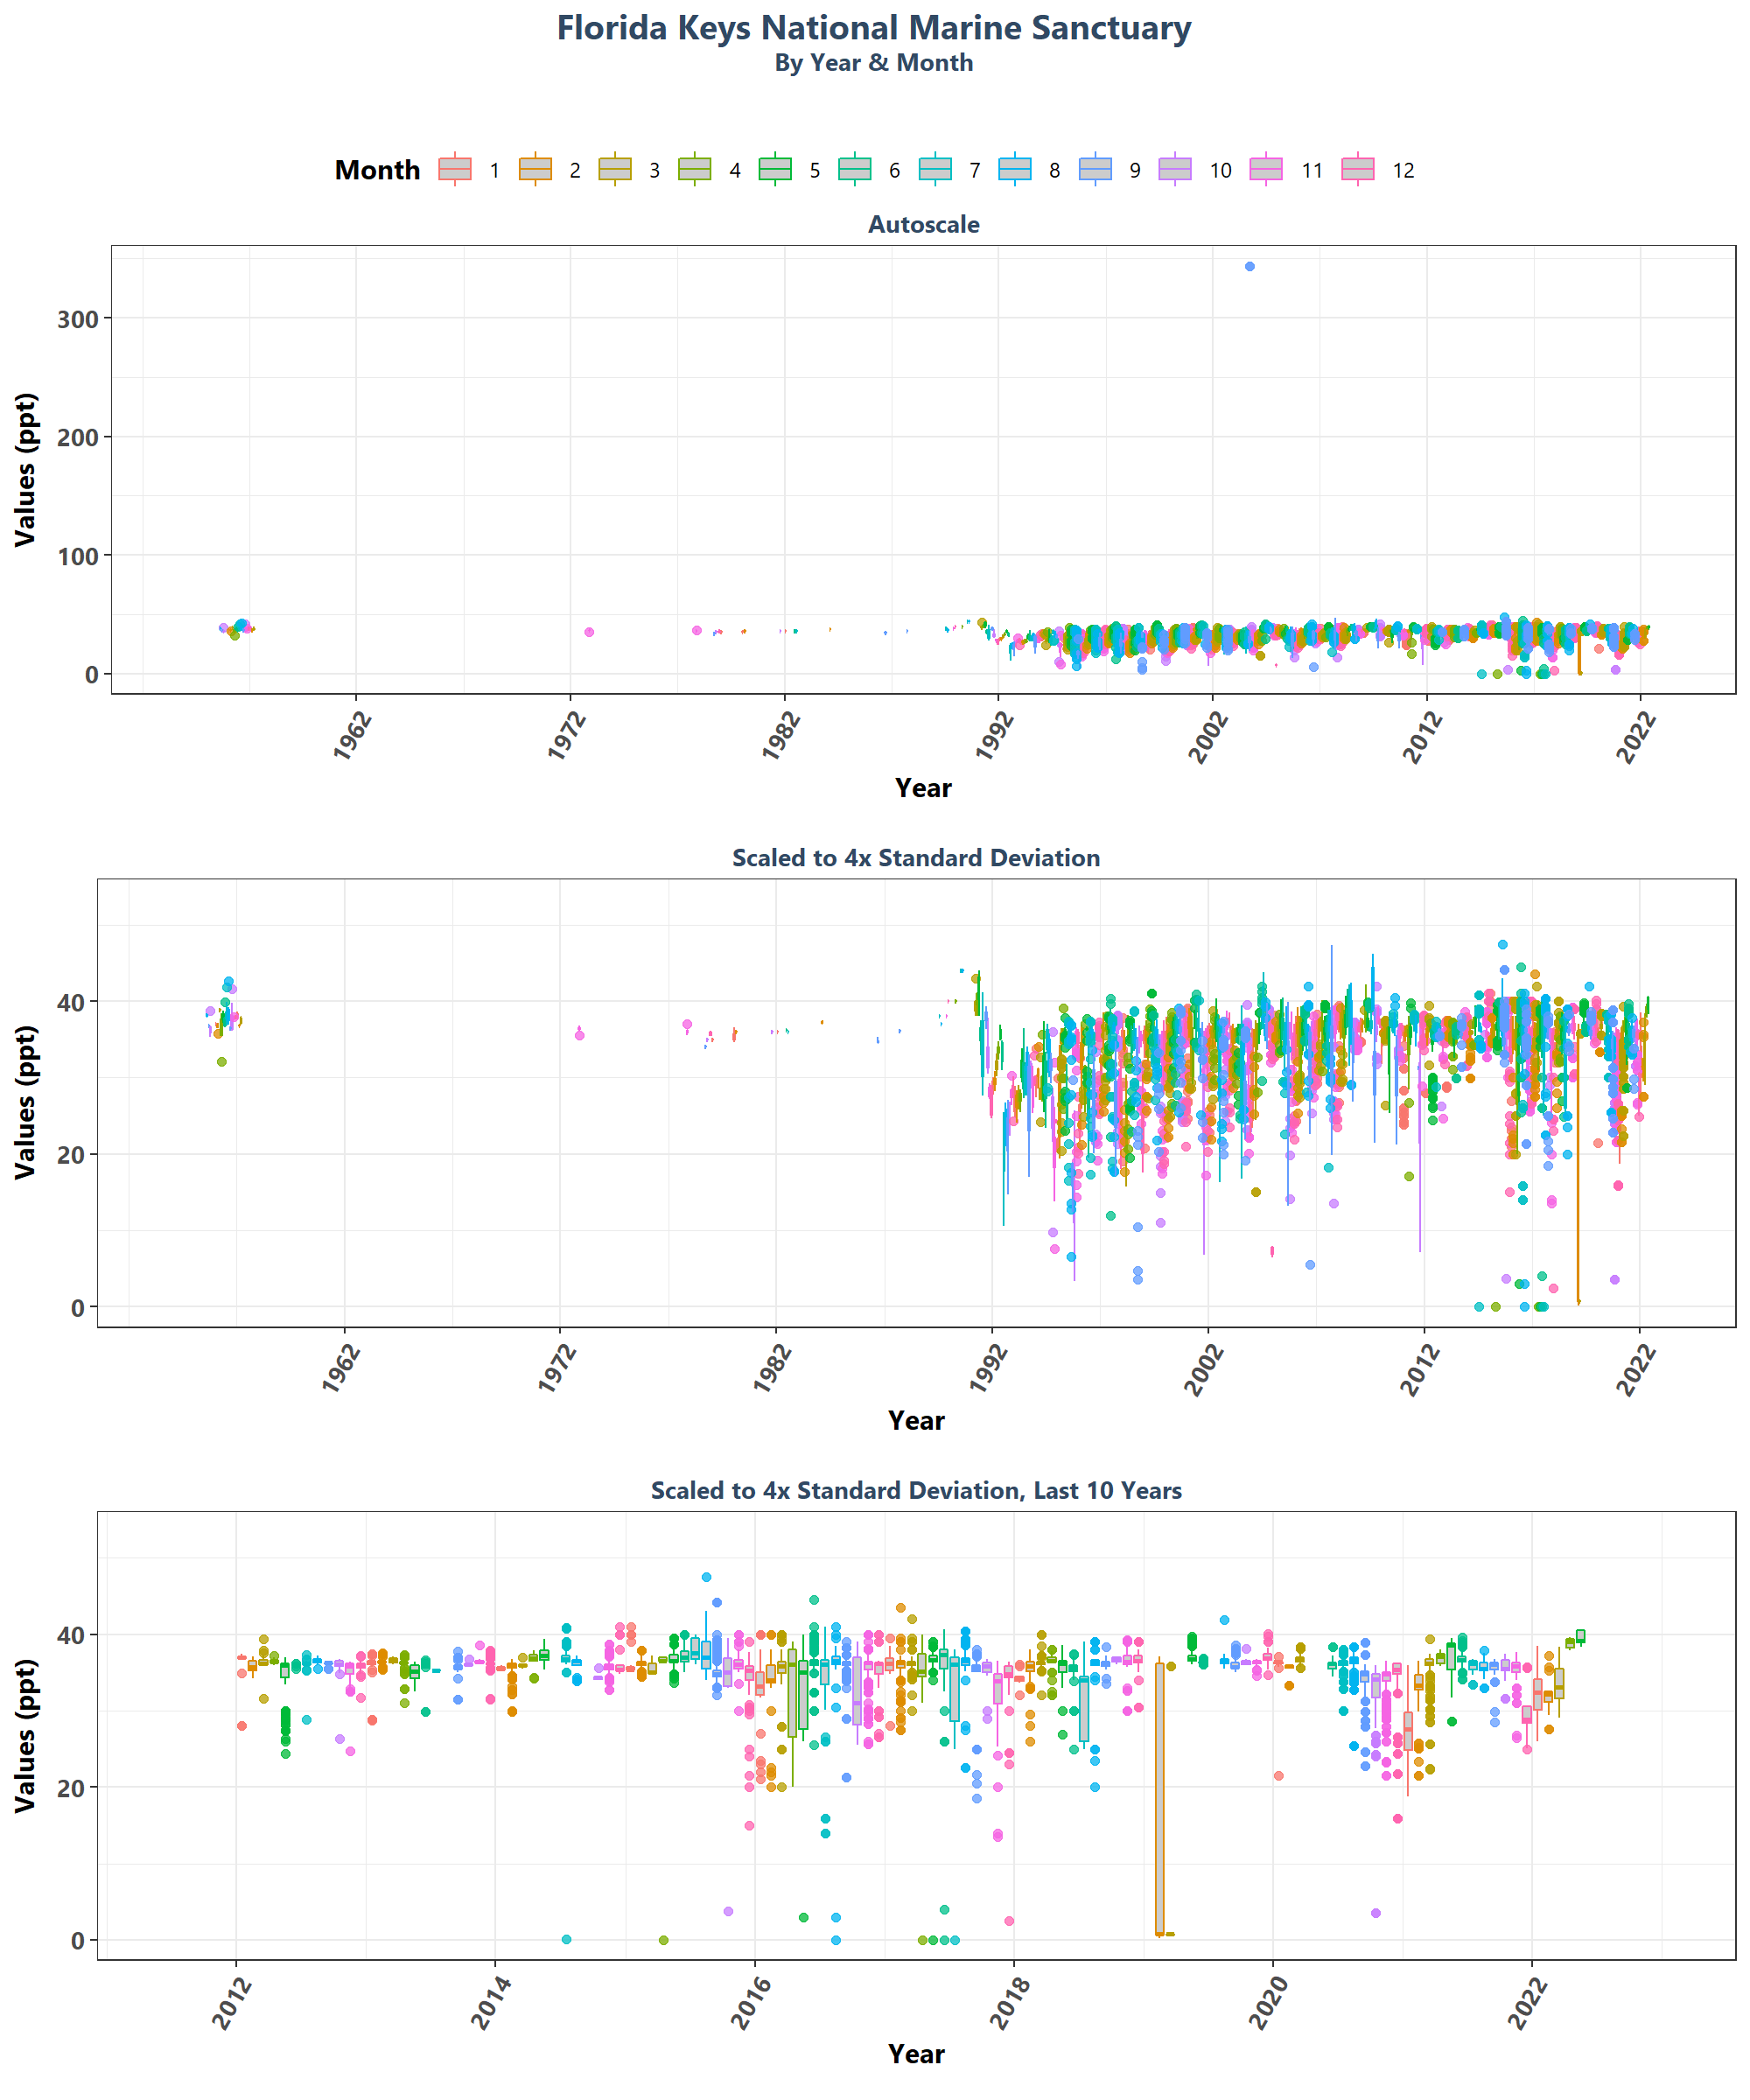 Florida Keys National Marine Sanctuary
By Year & Month
Month 1 2 3 4 5 6 7 8 9 10 11 12
Autoscale
Values (ppt)
300
200
100
0
1962 1972 1982 1992 2002 2012 2022
Year
Scaled to 4x Standard Deviation
Values (ppt)
40
20
0
1962 1972 1982 1992 2002 2012 2022
Year
Scaled to 4x Standard Deviation, Last 10 Years
Values (ppt)
40
20
0
2012 2014 2016 2018 2020 2022
Year